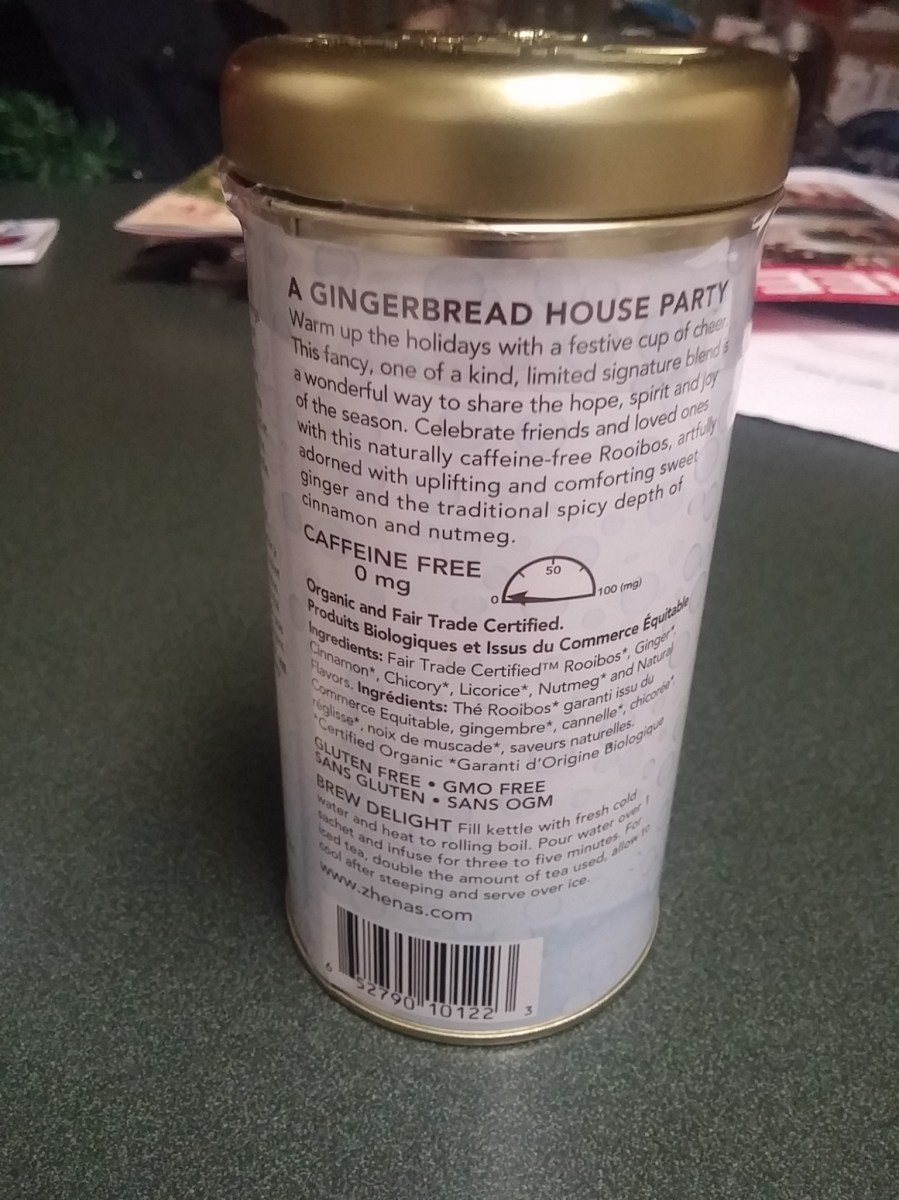 A GINGERBREAD HOUSE PARTY
Warm up the holidays with a festive cup of cheer.
This fancy, one of a kind, limited signature blend is
a wonderful way to share the hope, spirit and joy
of the season. Celebrate friends and loved ones
with this naturally caffeine-free Rooibos, artfully
adorned with uplifting and comforting sweet
ginger and the traditional spicy depth of
cinnamon and nutmeg.
CAFFEINE FREE
0 mg
0 50 100 (mg)
Organic and Fair Trade Certified.
Produits Biologiques et Issus du Commerce Équitable
Ingredients: Fair Trade Certified™ Rooibos*, Ginger*,
Cinnamon*, Chicory*, Licorice*, Nutmeg* and Natural
Flavors. Ingrédients: Thé Rooïbos* garanti issu du
Commerce Equitable, gingembre*, cannelle*, chicorée*,
réglisse*, noix de muscade*, saveurs naturelles.
*Certified Organic *Garanti d'Origine Biologique
GLUTEN FREE • GMO FREE
SANS GLUTEN • SANS OGM
BREW DELIGHT Fill kettle with fresh cold
water and heat to rolling boil. Pour water over 1
sachet and infuse for three to five minutes. For
iced tea, double the amount of tea used, allow to
cool after steeping and serve over ice.
www.zhenas.com
6 52790 10122 3